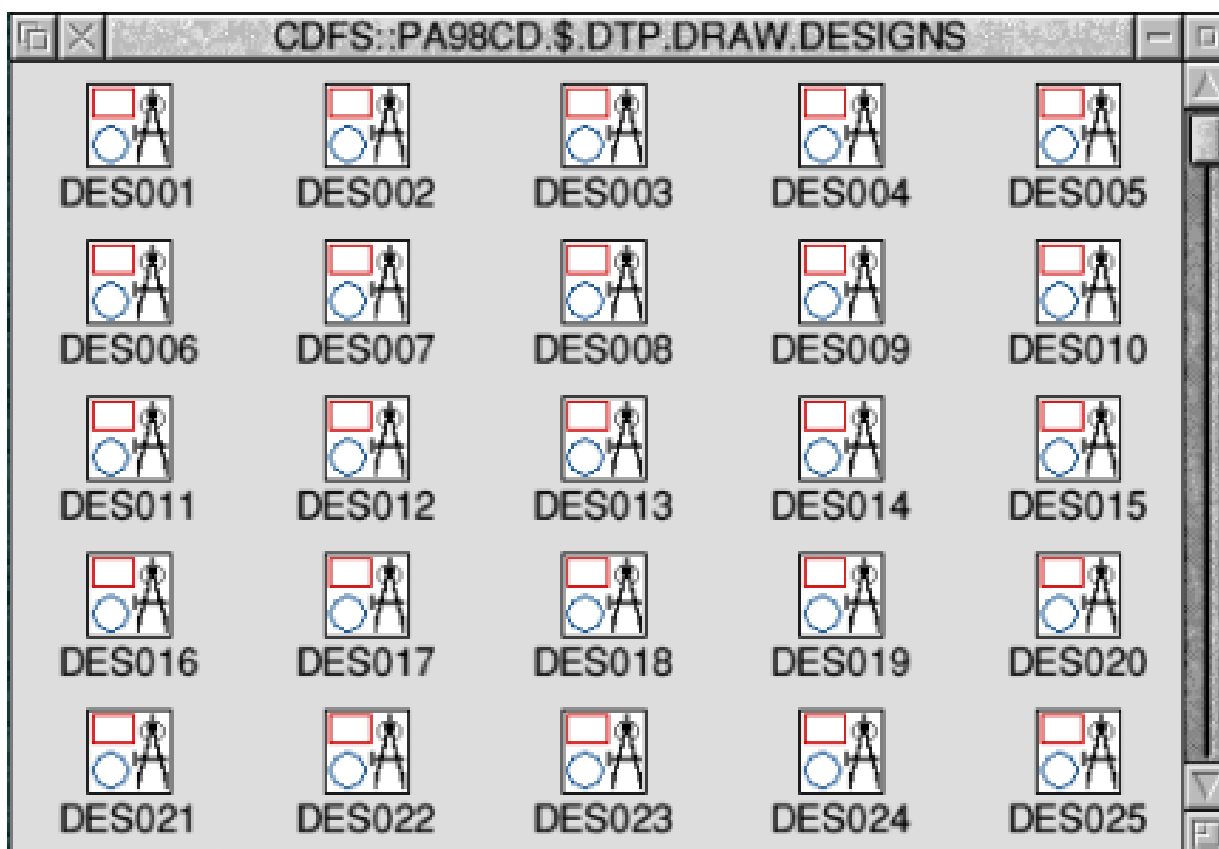 CDFS::PA98CD.$.DTP.DRAW.DESIGNS
DES001 DES002 DES003 DES004 DES005
DES006 DES007 DES008 DES009 DES010
DES011 DES012 DES013 DES014 DES015
DES016 DES017 DES018 DES019 DES020
DES021 DES022 DES023 DES024 DES025